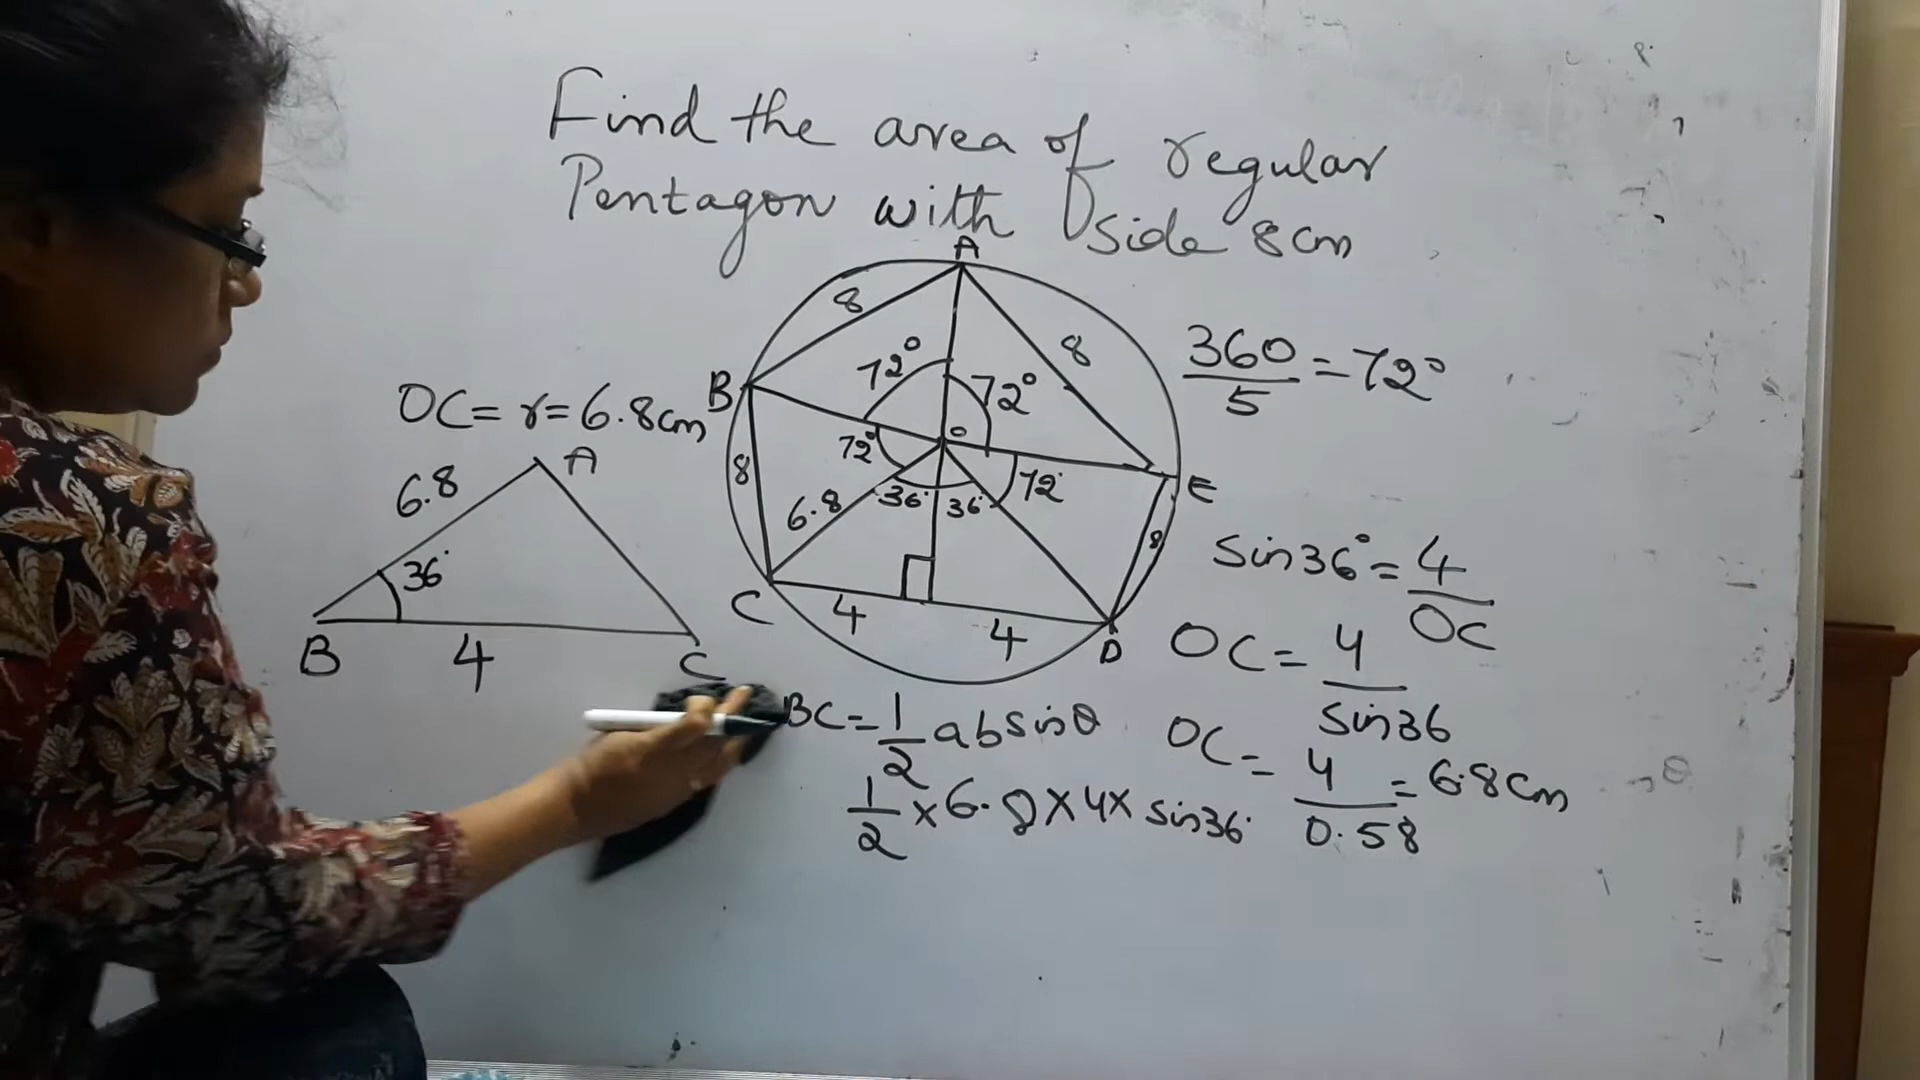 Find the area of regular
Pentagon with side 8cm
A
8
8
72°
72°
360/5 = 72°
B
OC = r = 6.8cm
O
72°
72°
E
8
6.8
36°
36°
8
A
6.8
36°
B
4
C
C
4
4
D
sin36° = 4/OC
OC = 4/sin36
BC = 1/2 ab sinθ
OC = 4/0.58 = 6.8cm
1/2 × 6.8 × 4 × sin36°
θ